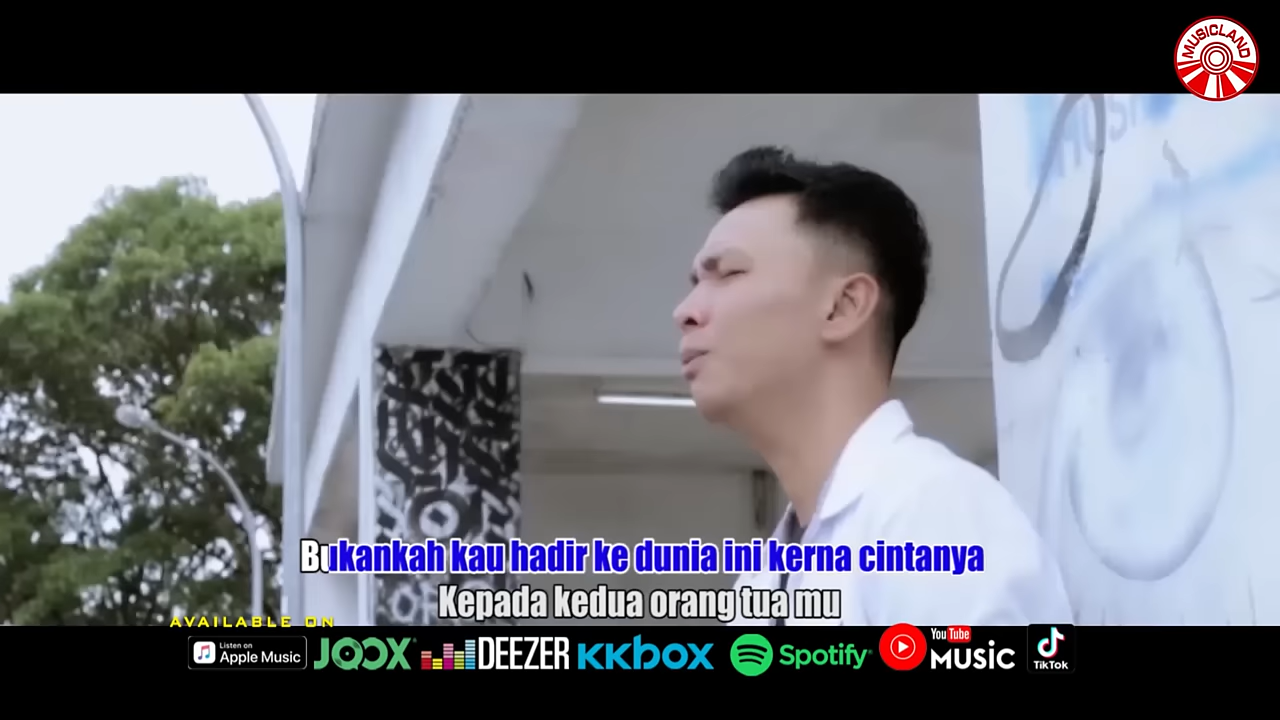 MUSICLAND
Bukankah kau hadir ke dunia ini kerna cintanya
Kepada kedua orang tua mu
AVAILABLE ON
Listen on
Apple Music
JOOX
DEEZER
KKBOX
Spotify
YouTube
MUSIC
TikTok